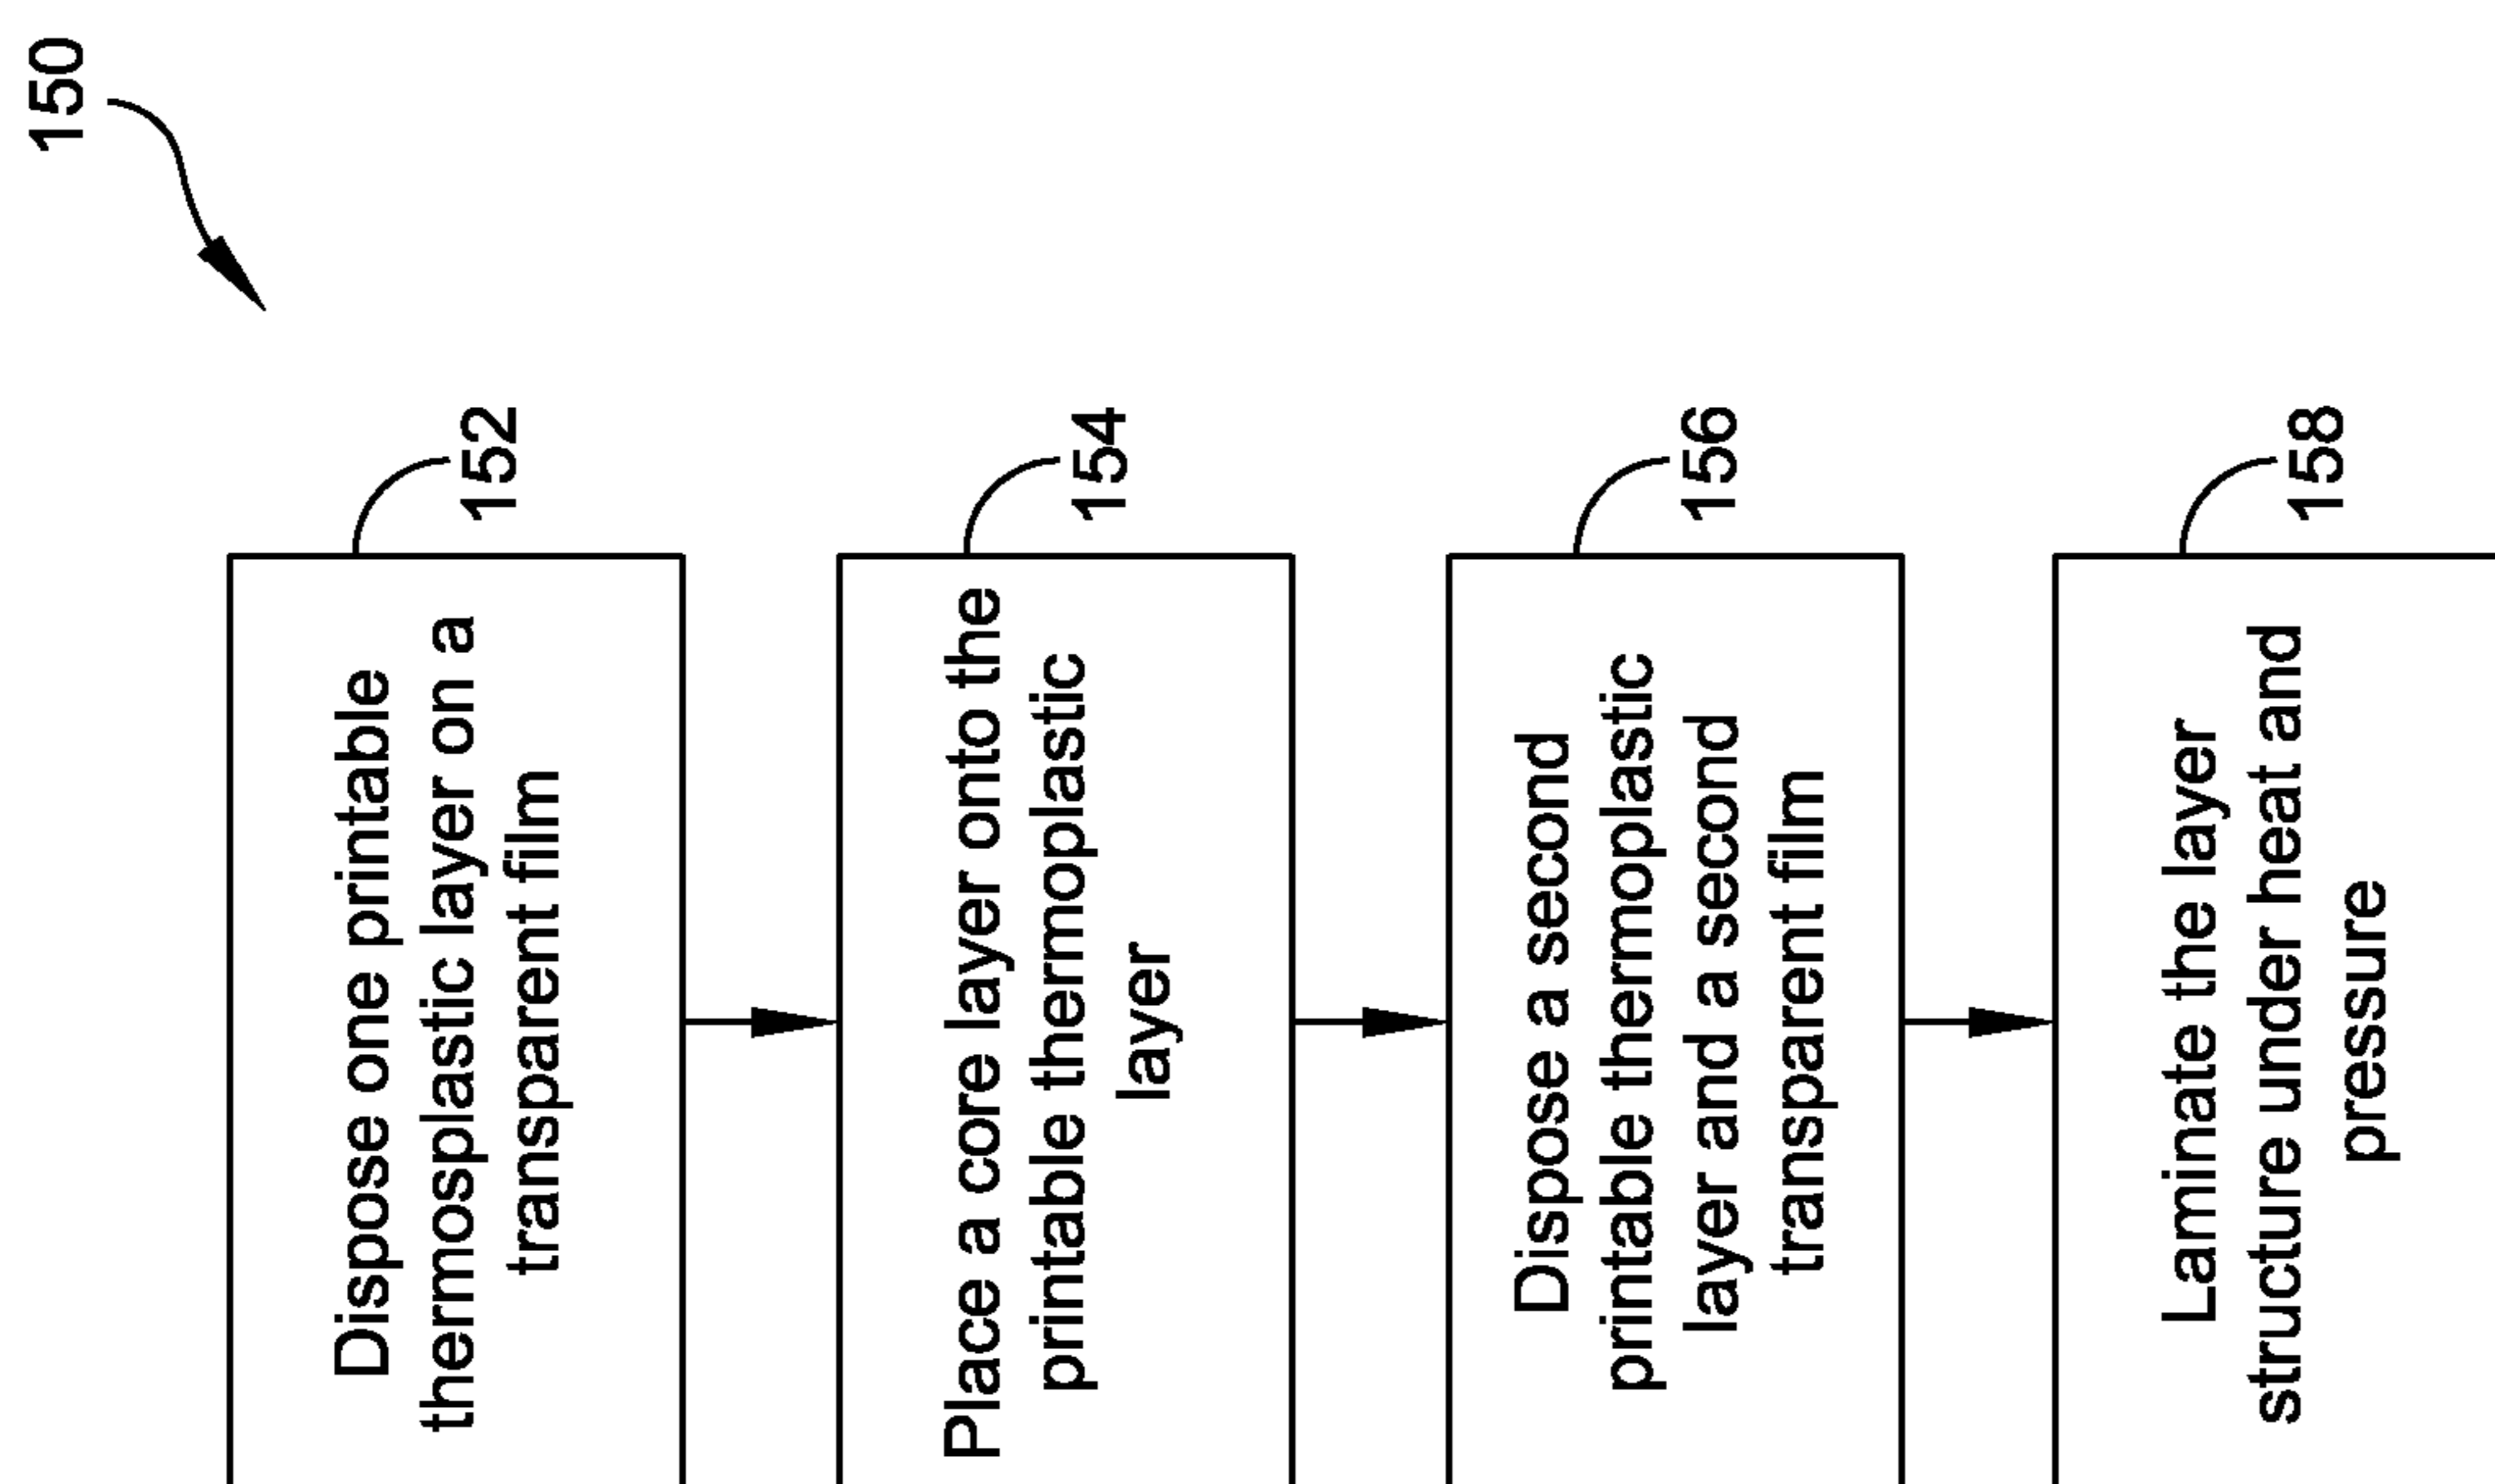 150
Dispose one printable
thermosplastic layer on a
transparent film
152
Place a core layer onto the
printable thermoplastic
layer
154
Dispose a second
printable thermoplastic
layer and a second
transparent film
156
Laminate the layer
structure under heat and
pressure
158